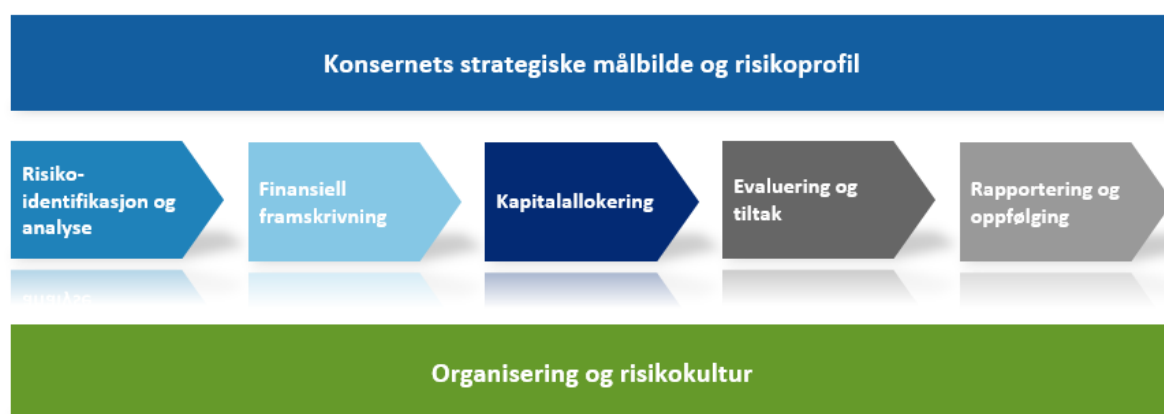 Konsernets strategiske målbilde og risikoprofil
Risiko-
identifikasjon og
analyse
Finansiell
framskrivning
Kapitalallokering
Evaluering og
tiltak
Rapportering og
oppfølging
Organisering og risikokultur